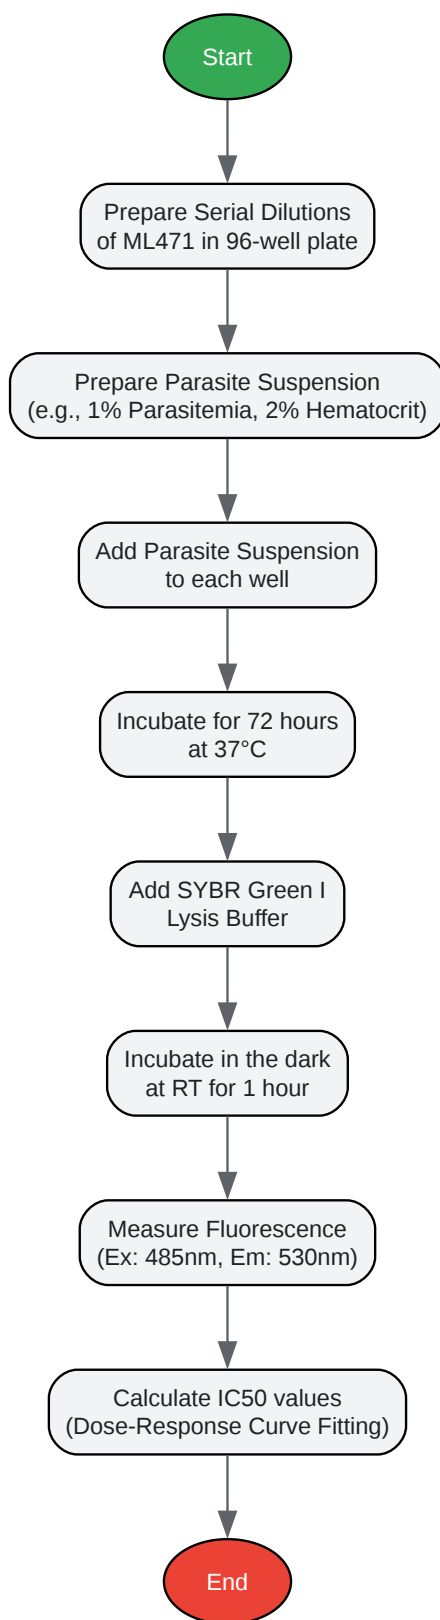 Start
Prepare Serial Dilutions
of ML471 in 96-well plate
Prepare Parasite Suspension
(e.g., 1% Parasitemia, 2% Hematocrit)
Add Parasite Suspension
to each well
Incubate for 72 hours
at 37°C
Add SYBR Green I
Lysis Buffer
Incubate in the dark
at RT for 1 hour
Measure Fluorescence
(Ex: 485nm, Em: 530nm)
Calculate IC50 values
(Dose-Response Curve Fitting)
End